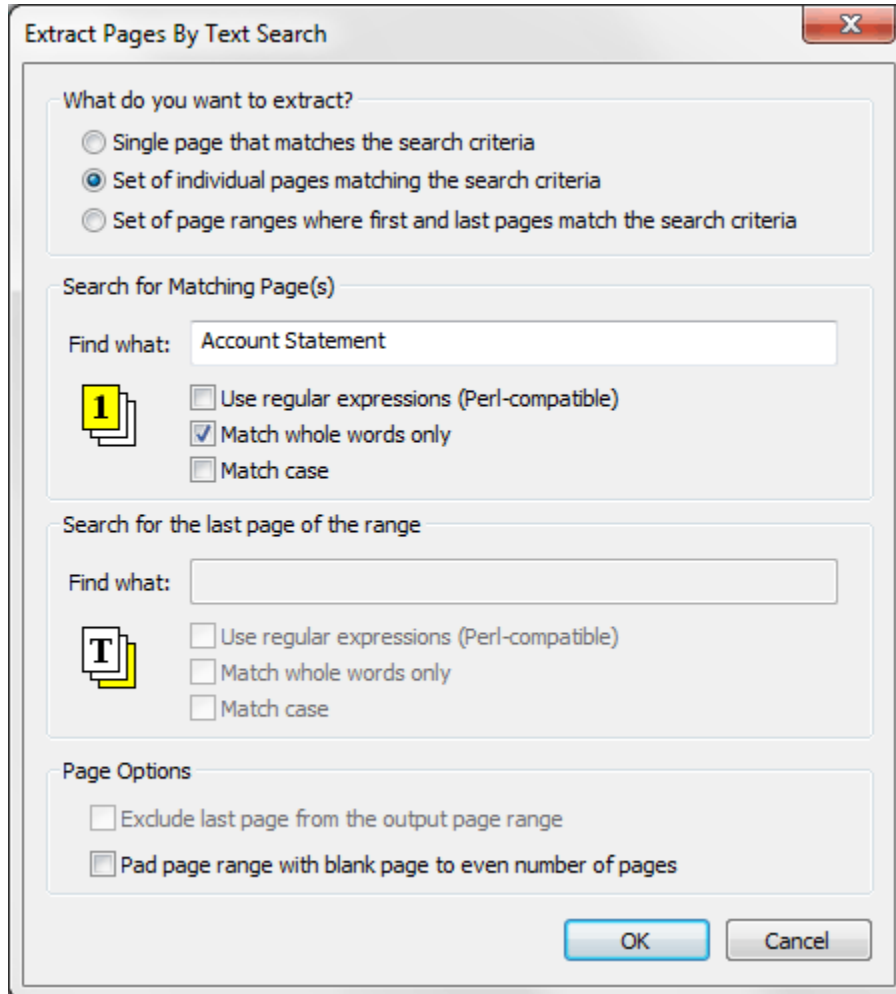 Extract Pages By Text Search
What do you want to extract?
Single page that matches the search criteria
Set of individual pages matching the search criteria
Set of page ranges where first and last pages match the search criteria
Search for Matching Page(s)
Find what: Account Statement
1
Use regular expressions (Perl-compatible)
Match whole words only
Match case
Search for the last page of the range
Find what:
T
Use regular expressions (Perl-compatible)
Match whole words only
Match case
Page Options
Exclude last page from the output page range
Pad page range with blank page to even number of pages
OK Cancel